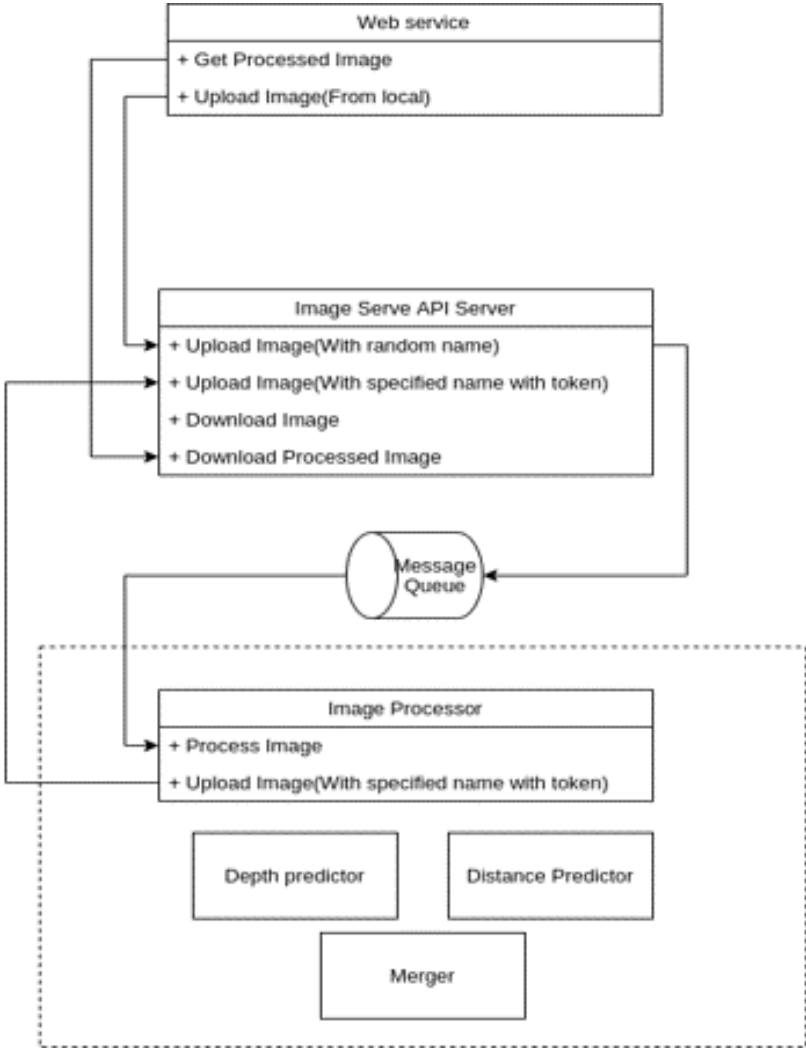 Web service
+ Get Processed Image
+ Upload Image(From local)
Image Serve API Server
+ Upload Image(With random name)
+ Upload Image(With specified name with token)
+ Download Image
+ Download Processed Image
Message
Queue
Image Processor
+ Process Image
+ Upload Image(With specified name with token)
Depth predictor
Distance Predictor
Merger